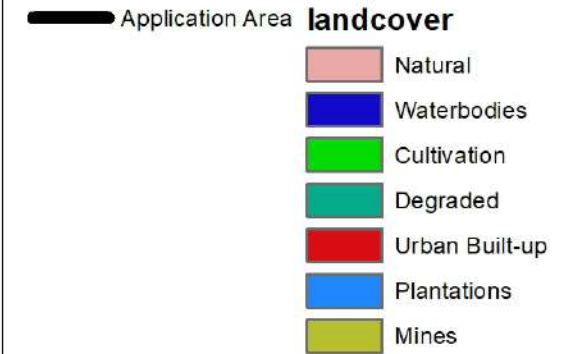 Application Area
landcover
Natural
Waterbodies
Cultivation
Degraded
Urban Built-up
Plantations
Mines